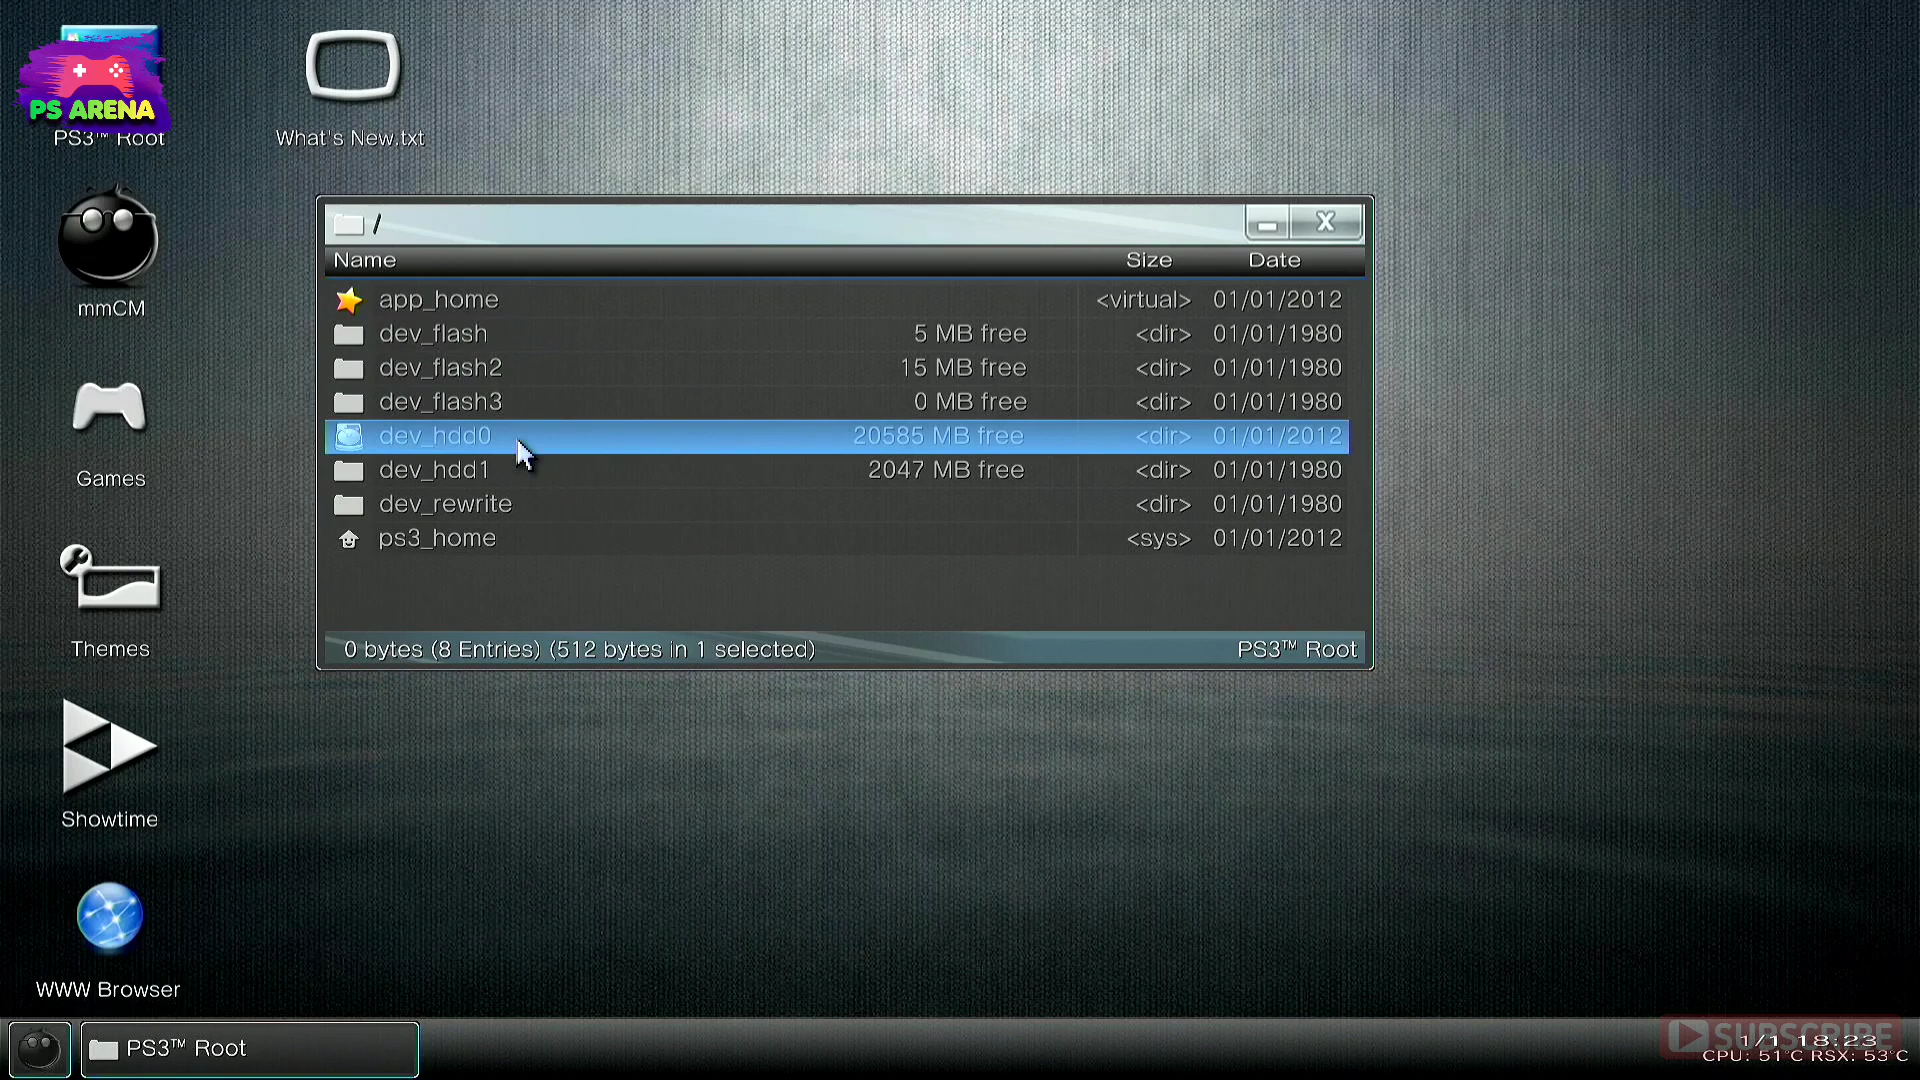 PS ARENA
PS3™ Root
What's New.txt
mmCM
Games
Themes
Showtime
WWW Browser
/
X
Name Size Date
app_home <virtual> 01/01/2012
dev_flash 5 MB free <dir> 01/01/1980
dev_flash2 15 MB free <dir> 01/01/1980
dev_flash3 0 MB free <dir> 01/01/1980
dev_hdd0 20585 MB free <dir> 01/01/2012
dev_hdd1 2047 MB free <dir> 01/01/1980
dev_rewrite <dir> 01/01/1980
ps3_home <sys> 01/01/2012
0 bytes (8 Entries) (512 bytes in 1 selected) PS3™ Root
PS3™ Root
SUBSCRIBE
1/1 18:23
CPU: 51°C RSX: 53°C